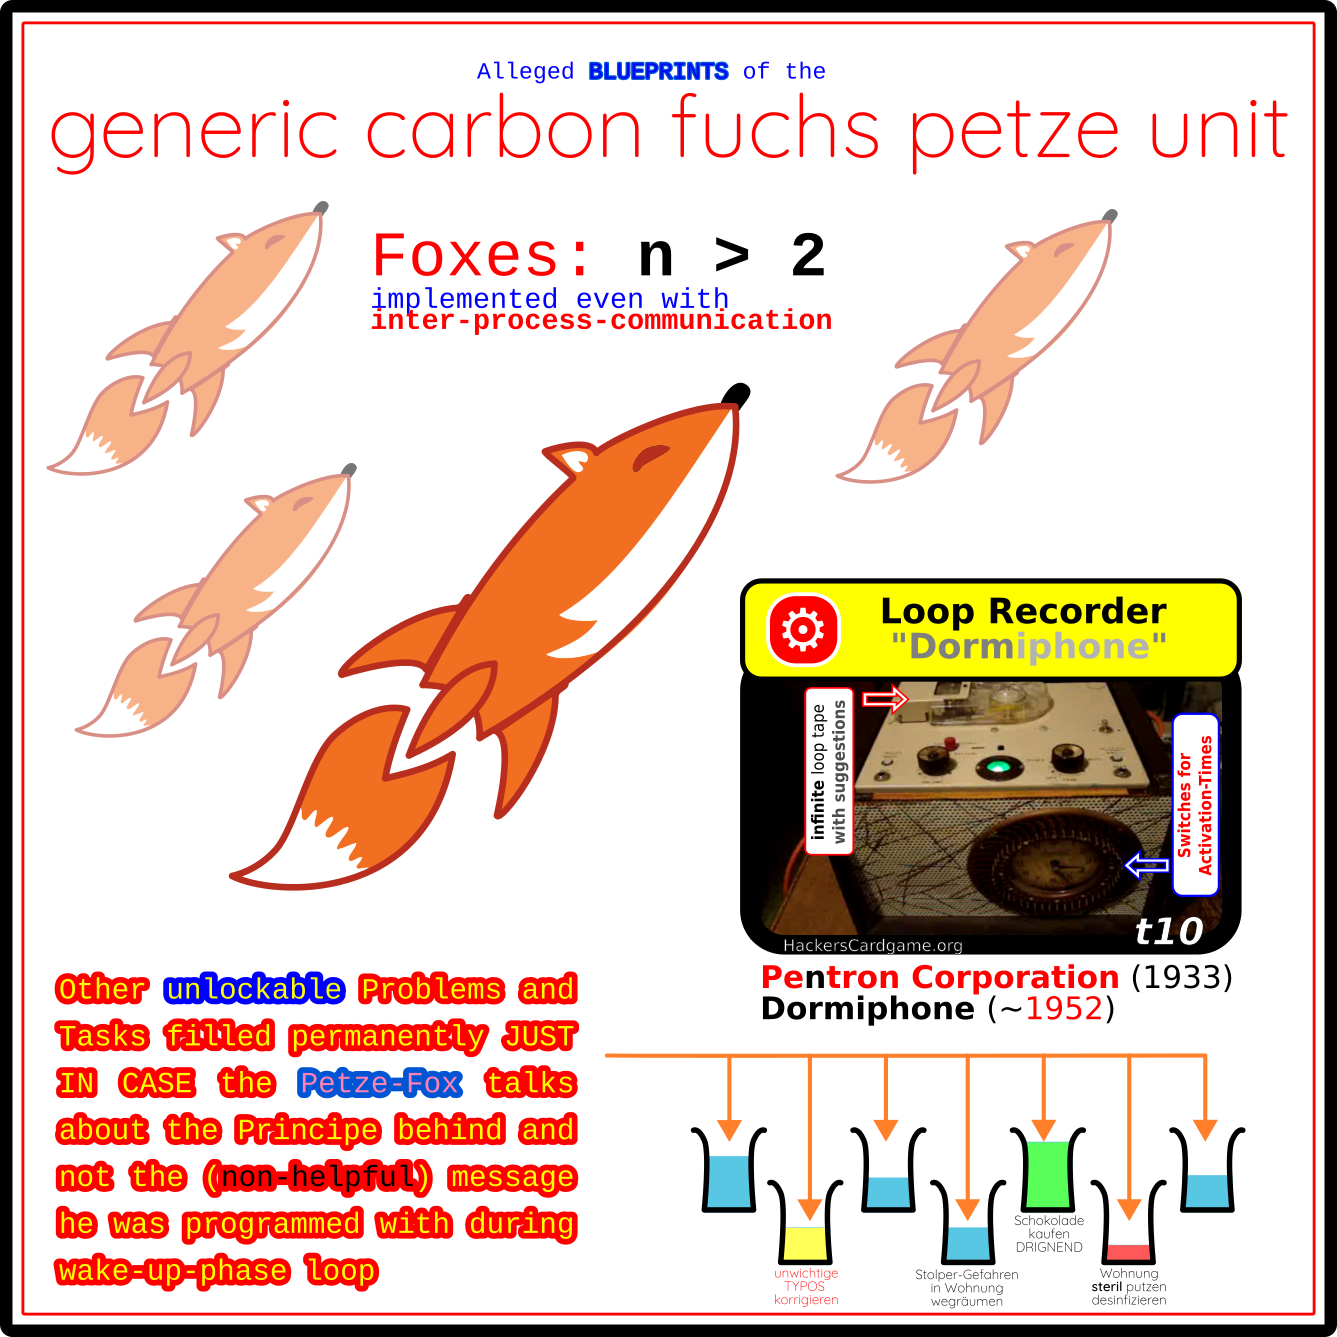 Alleged BLUEPRINTS of the
generic carbon fuchs petze unit
Foxes: n > 2
implemented even with
inter-process-communication
Loop Recorder
"Dormiphone"
infinite loop tape
with suggestions
Switches for
Activation-Times
t10
HackersCardgame.org
Pentron Corporation (1933)
Dormiphone (~1952)
Other unlockable Problems and
Tasks filled permanently JUST
IN CASE the Petze-Fox talks
about the Principe behind and
not the (non-helpful) message
he was programmed with during
wake-up-phase loop
unwichtige
TYPOS
korrigieren
Stolper-Gefahren
in Wohnung
wegräumen
Schokolade
kaufen
DRIGNEND
Wohnung
steril putzen
desinfizieren